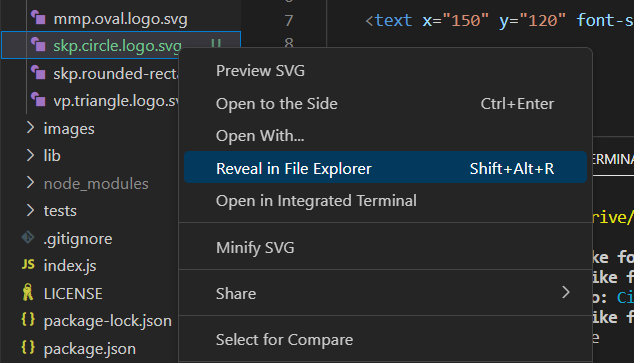 mmp.oval.logo.svg
skp.circle.logo.svg U
skp.rounded-recta
vp.triangle.logo.sv
images
lib
node_modules
tests
.gitignore
JS index.js
LICENSE
package-lock.json
package.json
7 <text x="150" y="120" font-s
8
Preview SVG
Open to the Side Ctrl+Enter
Open With...
Reveal in File Explorer Shift+Alt+R
Open in Integrated Terminal
Minify SVG
Share
Select for Compare
ERMINA
rive/
ke fo
ike f
o: Ci
ike f
e